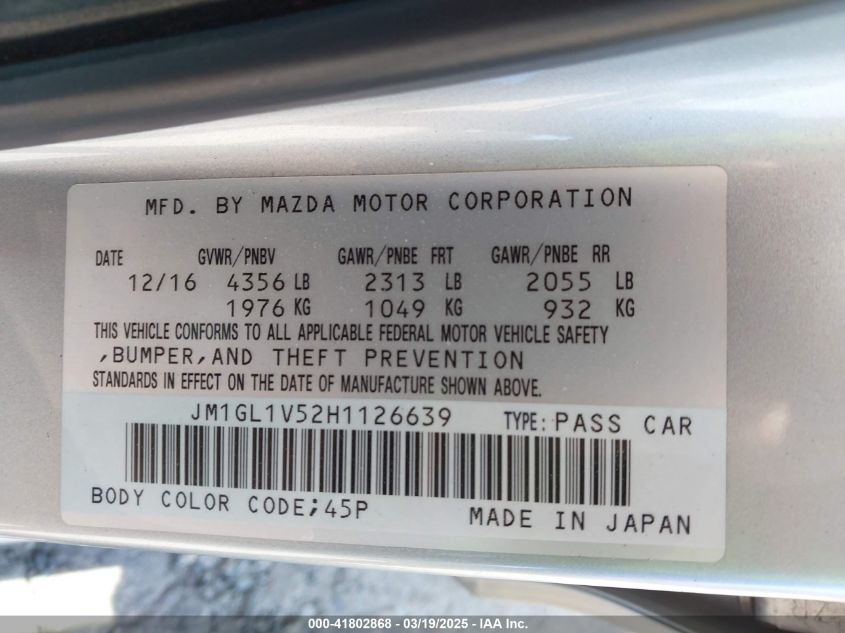 MFD. BY MAZDA MOTOR CORPORATION
DATE GVWR/PNBV GAWR/PNBE FRT GAWR/PNBE RR
12/16 4356 LB 2313 LB 2055 LB
1976 KG 1049 KG 932 KG
THIS VEHICLE CONFORMS TO ALL APPLICABLE FEDERAL MOTOR VEHICLE SAFETY
,BUMPER,AND THEFT PREVENTION
STANDARDS IN EFFECT ON THE DATE OF MANUFACTURE SHOWN ABOVE.
JM1GL1V52H1126639 TYPE: PASS CAR
BODY COLOR CODE;45P
MADE IN JAPAN
000-41802868 - 03/19/2025 - IAA Inc.